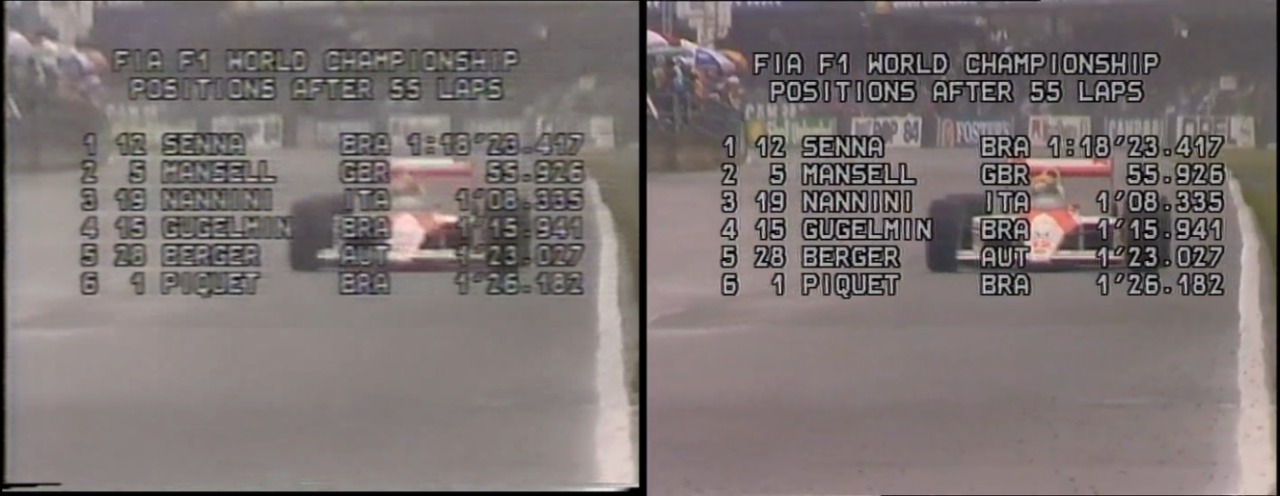 FIA F1 WORLD CHAMPIONSHIP
POSITIONS AFTER 55 LAPS
1 12 SENNA BRA 1:18'23.417
2 5 MANSELL GBR 55.926
3 19 NANNINI ITA 1'08.335
4 15 GUGELMIN BRA 1'15.941
5 28 BERGER AUT 1'23.027
6 1 PIQUET BRA 1'26.182
FIA F1 WORLD CHAMPIONSHIP
POSITIONS AFTER 55 LAPS
FOSTER'S
1 12 SENNA BRA 1:18'23.417
2 5 MANSELL GBR 55.926
3 19 NANNINI ITA 1'08.335
4 15 GUGELMIN BRA 1'15.941
5 28 BERGER AUT 1'23.027
6 1 PIQUET BRA 1'26.182